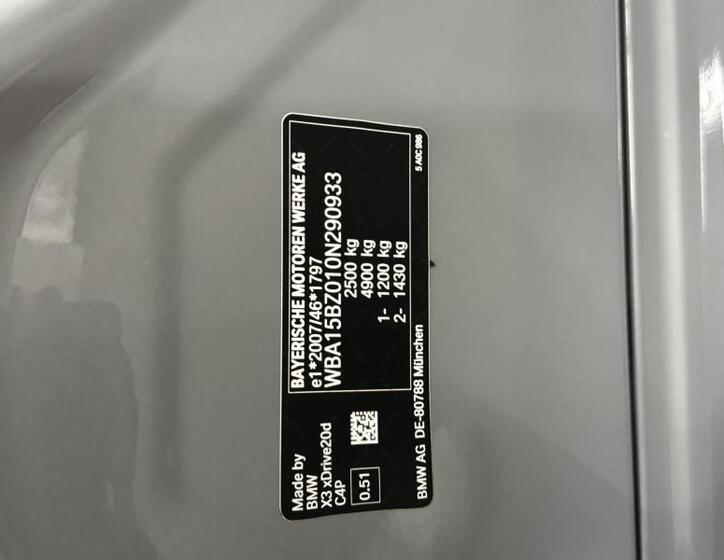 BAYERISCHE MOTOREN WERKE AG
e1*2007/46*1797
WBA15BZ010N290933
2500 kg
4900 kg
1- 1200 kg
2- 1430 kg
5 A0C 986
Made by
BMW
X3 xDrive20d
C4P
0.51
BMW AG DE-80788 München